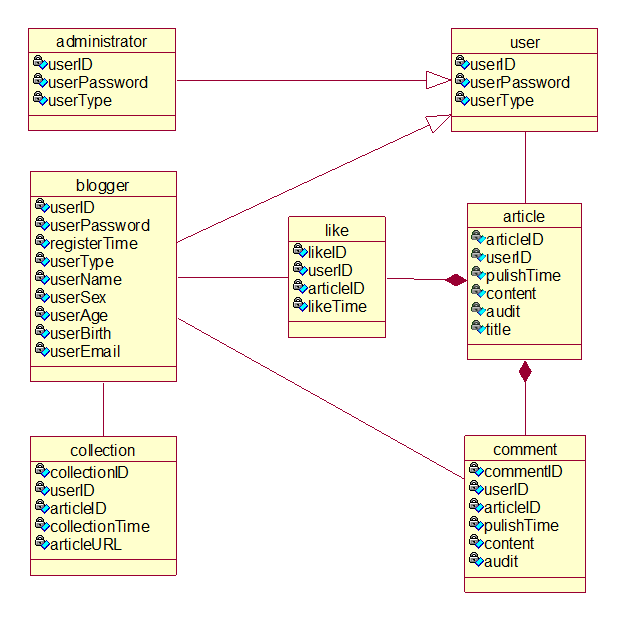 administrator
userID
userPassword
userType
user
userID
userPassword
userType
blogger
userID
userPassword
registerTime
userType
userName
userSex
userAge
userBirth
userEmail
like
likeID
userID
articleID
likeTime
article
articleID
userID
pulishTime
content
audit
title
collection
collectionID
userID
articleID
collectionTime
articleURL
comment
commentID
userID
articleID
pulishTime
content
audit